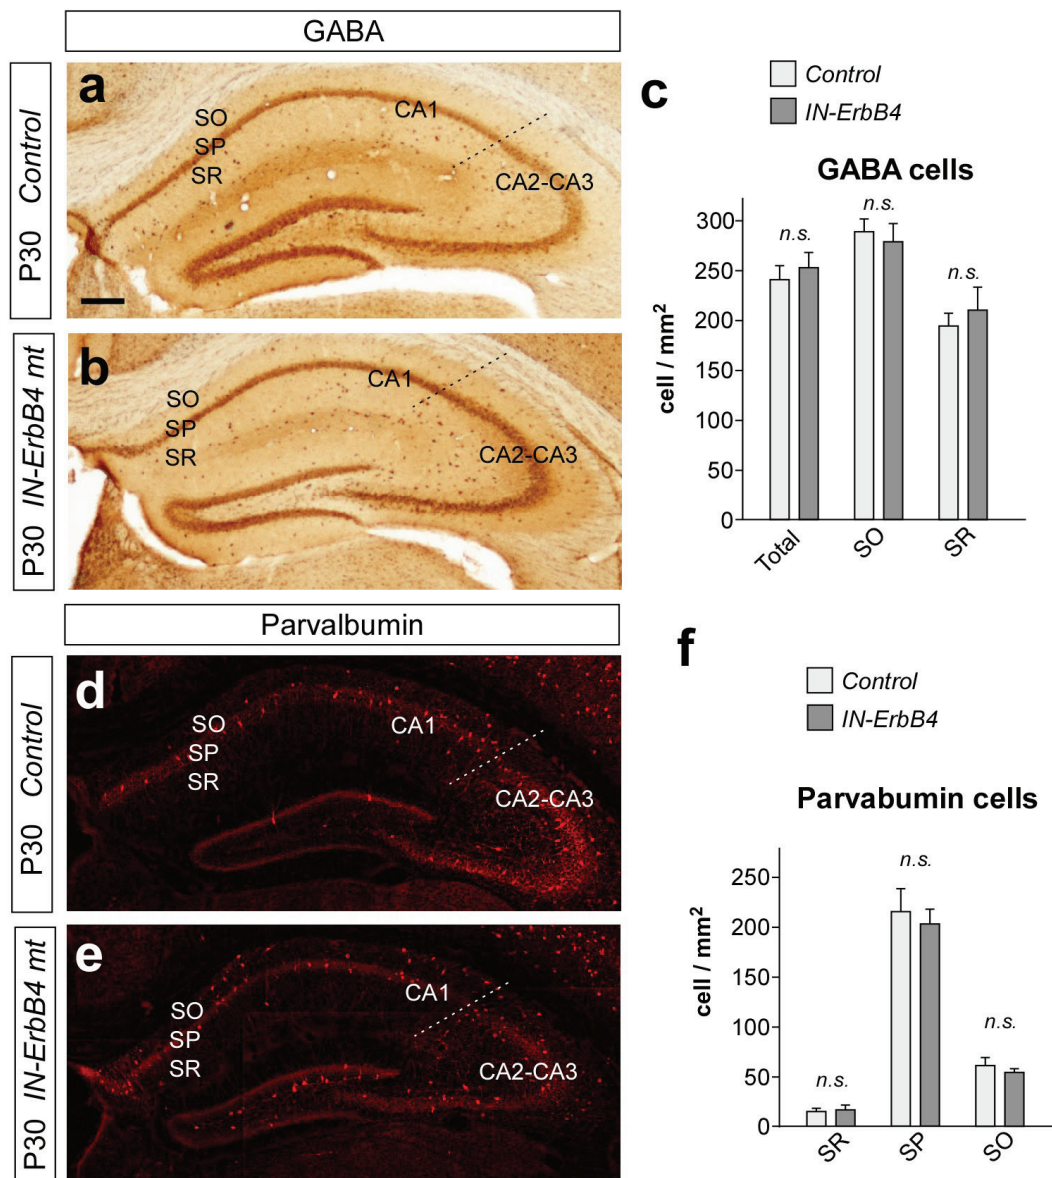 GABA
P30 Control
a
SO
SP
SR
CA1
CA2-CA3
P30 IN-ErbB4 mt
b
SO
SP
SR
CA1
CA2-CA3
c
Control
IN-ErbB4
GABA cells
cell / mm²
300
250
200
150
100
50
0
n.s.
n.s.
n.s.
Total
SO
SR
Parvalbumin
P30 Control
d
SO
SP
SR
CA1
CA2-CA3
P30 IN-ErbB4 mt
e
SO
SP
SR
CA1
CA2-CA3
f
Control
IN-ErbB4
Parvabumin cells
cell / mm²
250
200
150
100
50
0
n.s.
n.s.
n.s.
SR
SP
SO